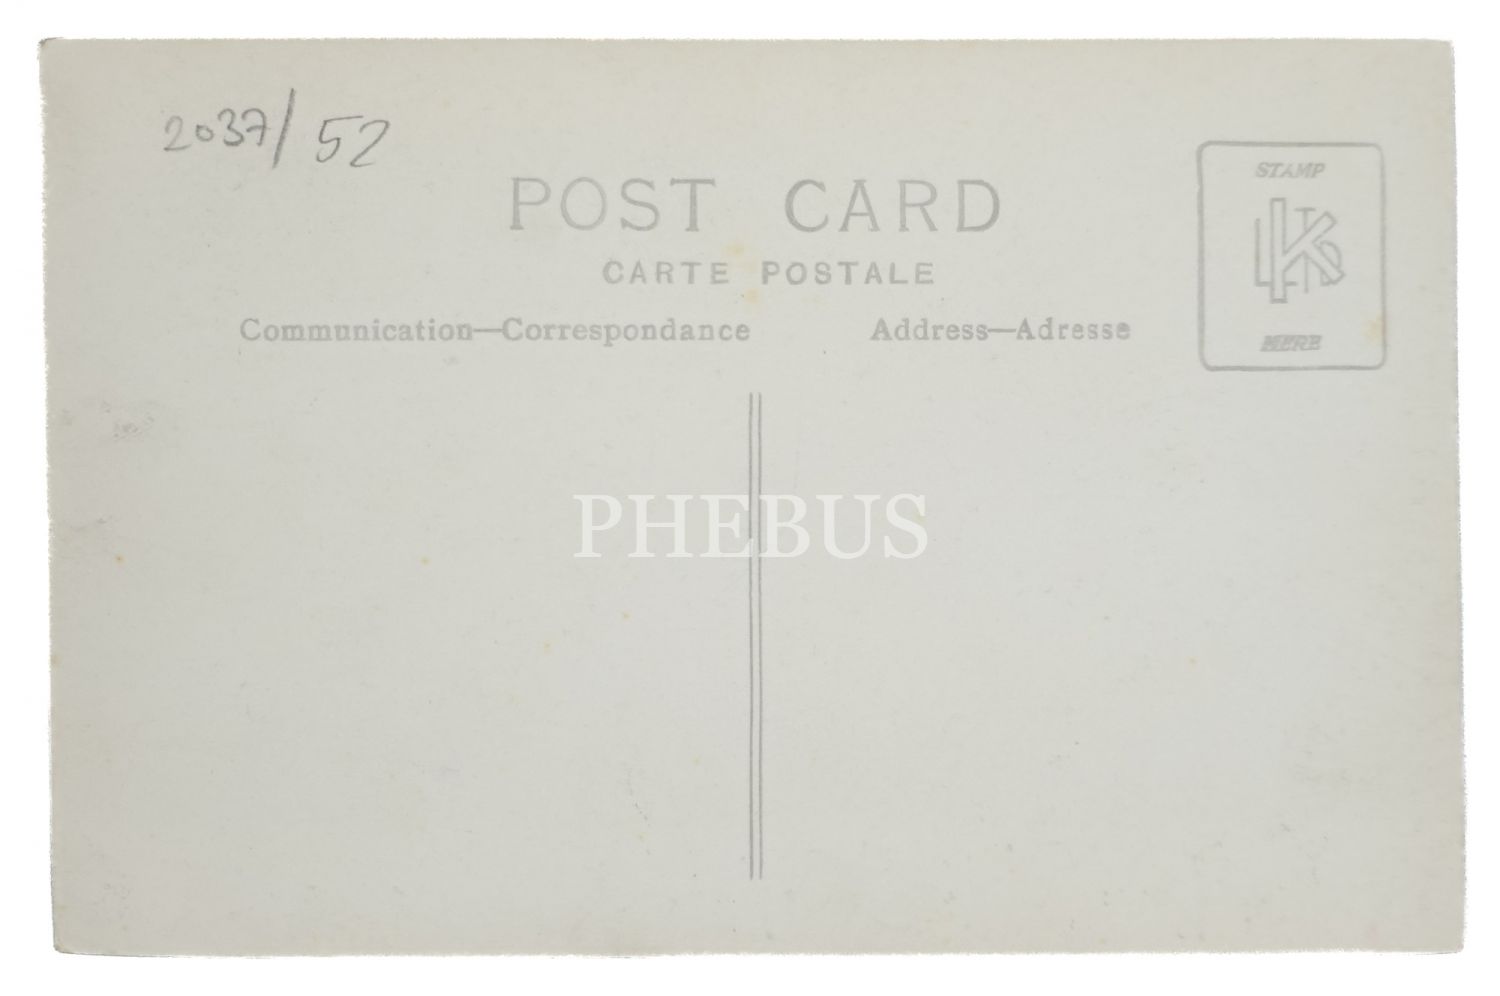 2037/52
POST CARD
CARTE POSTALE
Communication—Correspondance
Address—Adresse
STAMP
HERE
PHEBUS